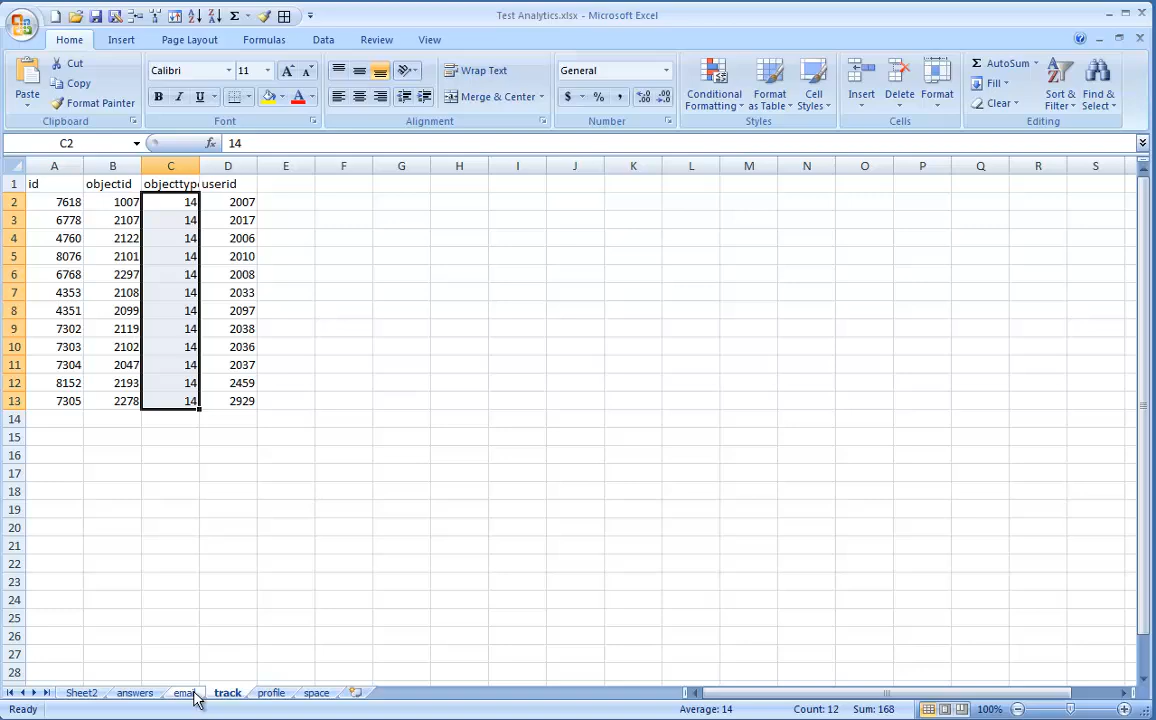 Test Analytics.xlsx - Microsoft Excel
Home Insert Page Layout Formulas Data Review View
Paste Cut Copy Format Painter Clipboard
Calibri 11 B I U A Font
Wrap Text Merge & Center Alignment
General $ % , Number
Conditional Formatting Format as Table Cell Styles Styles
Insert Delete Format Cells
Σ AutoSum Fill Clear Sort & Filter Find & Select Editing
C2 fx 14
A B C D E F G H I J K L M N O P Q R S
1 id objectid objecttype userid
2 7618 1007 14 2007
3 6778 2107 14 2017
4 4760 2122 14 2006
5 8076 2101 14 2010
6 6768 2297 14 2008
7 4353 2108 14 2033
8 4351 2099 14 2097
9 7302 2119 14 2038
10 7303 2102 14 2036
11 7304 2047 14 2037
12 8152 2193 14 2459
13 7305 2278 14 2929
14
15
16
17
18
19
20
21
22
23
24
25
26
27
28
Sheet2 answers email track profile space
Ready Average: 14 Count: 12 Sum: 168 100%